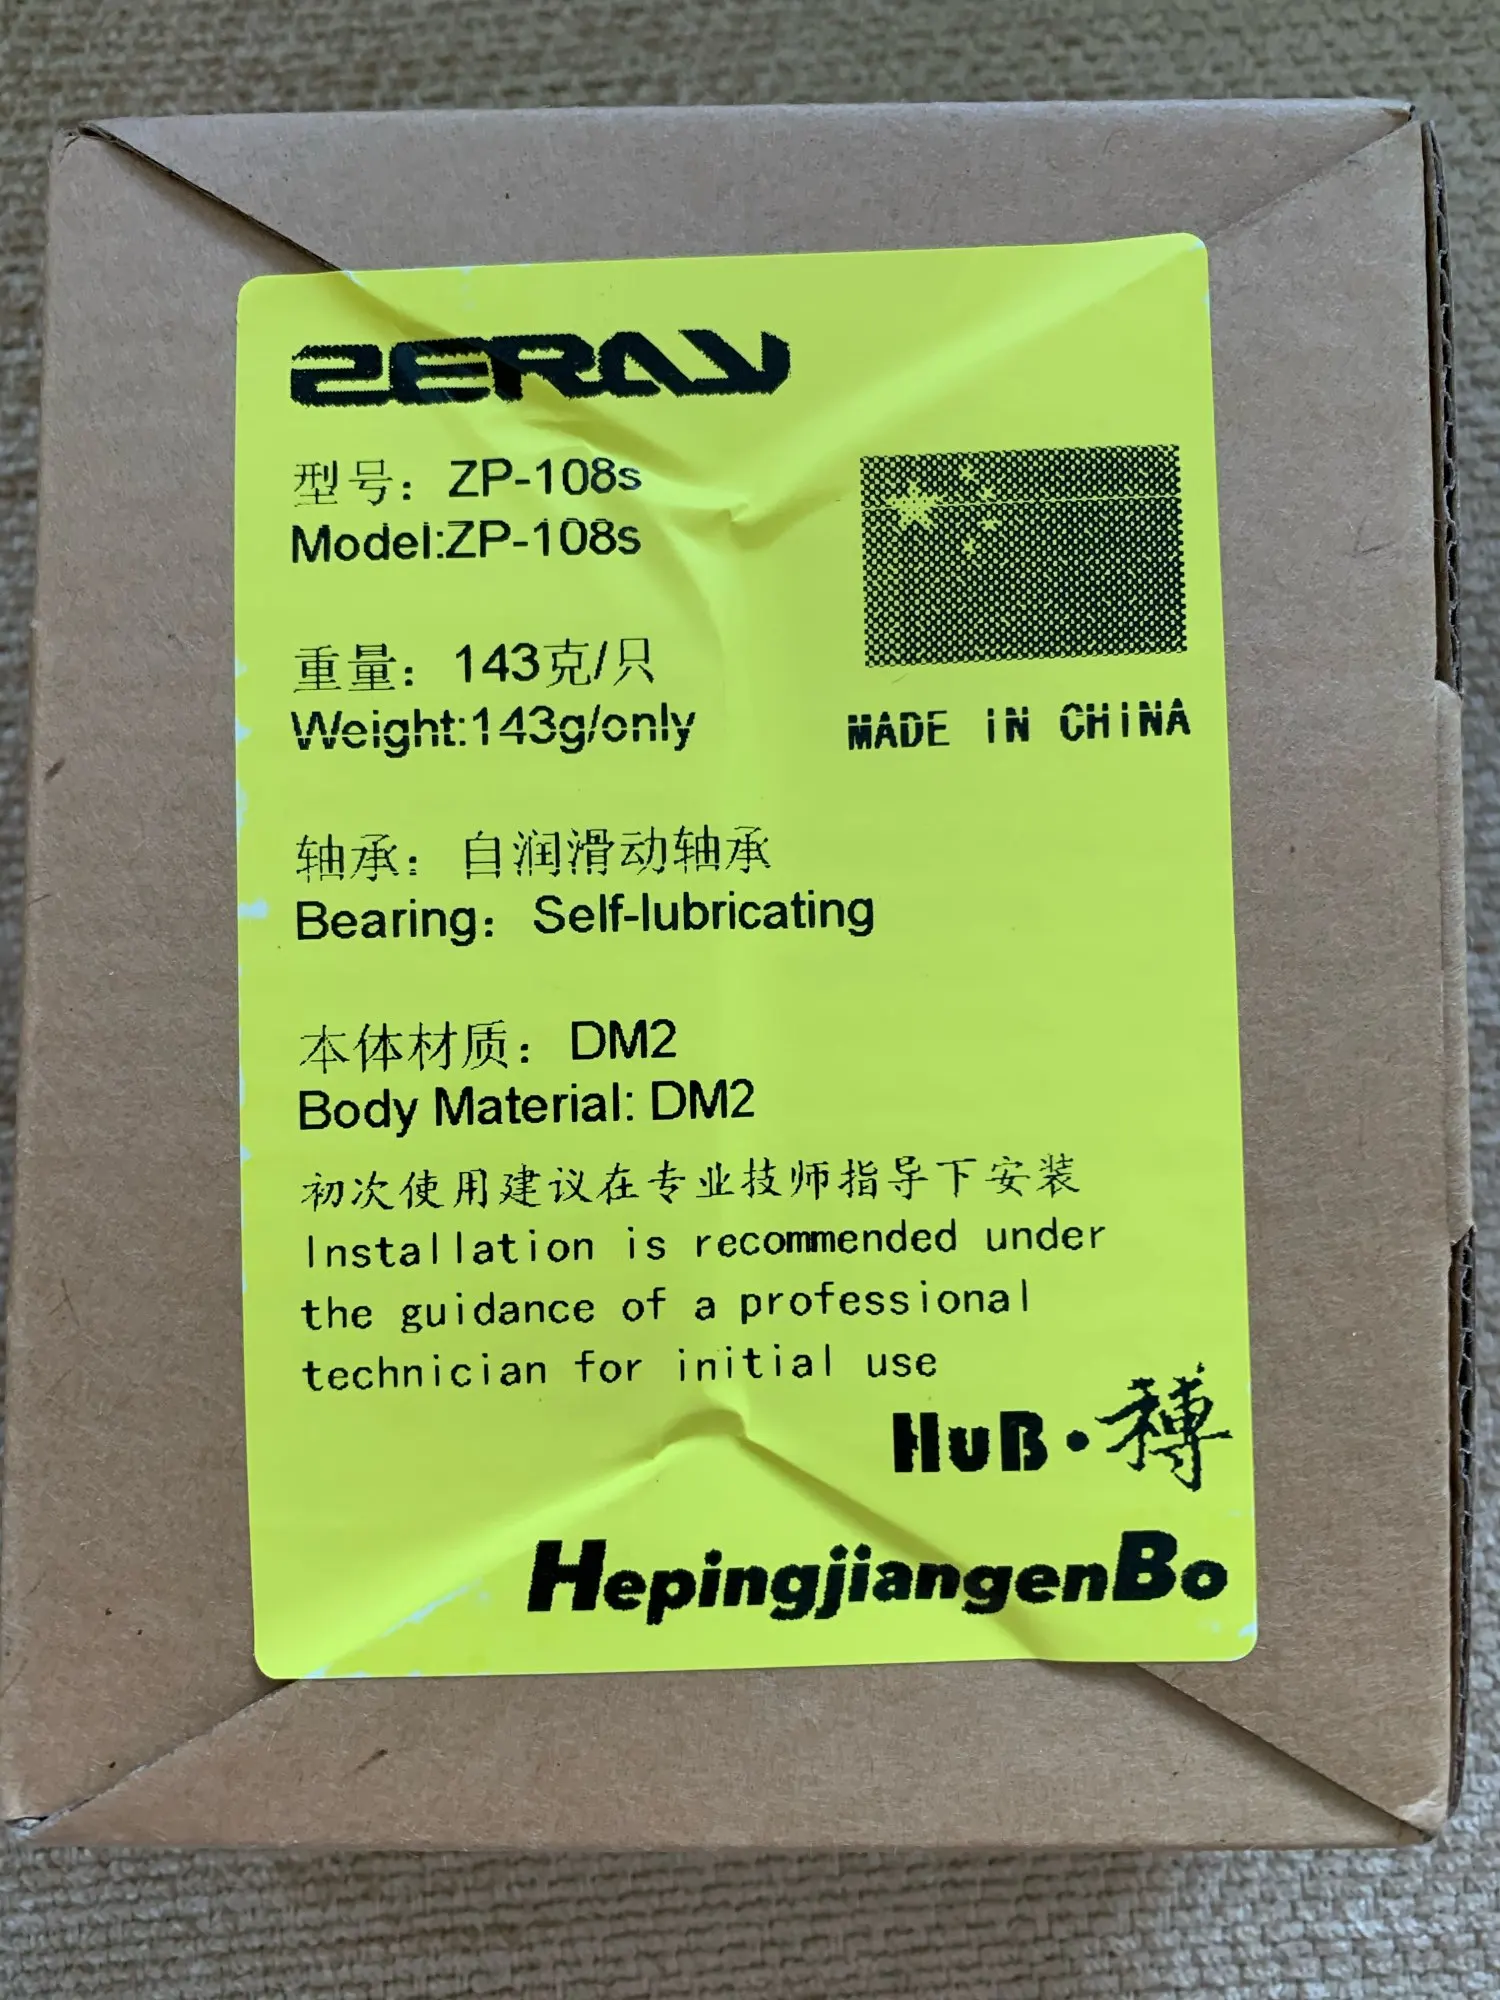 ZERAY
型号：ZP-108s
Model:ZP-108s
重量：143克/只
Weight:143g/only
MADE iN CHiNA
轴承：自润滑动轴承
Bearing：Self-lubricating
本体材质：DM2
Body Material: DM2
初次使用建议在专业技师指导下安装
Installation is recommended under
the guidance of a professional
technician for initial use
HuB·
HepingjiangenBo